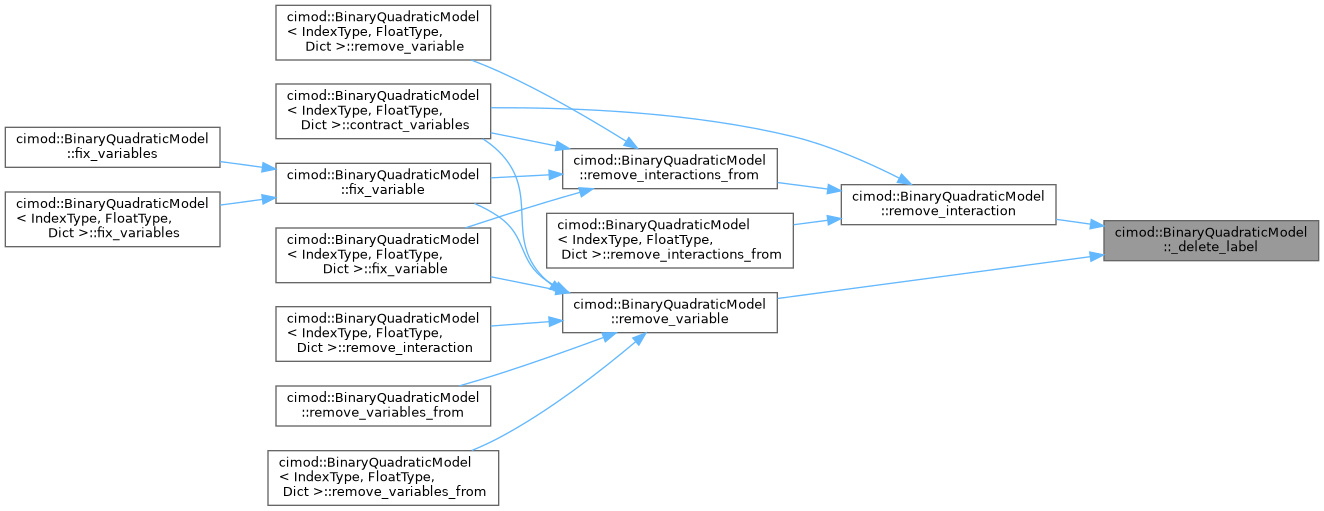 cimod::BinaryQuadraticModel
< IndexType, FloatType,
Dict >::remove_variable
cimod::BinaryQuadraticModel
< IndexType, FloatType,
Dict >::contract_variables
cimod::BinaryQuadraticModel
::fix_variables
cimod::BinaryQuadraticModel
::fix_variable
cimod::BinaryQuadraticModel
::remove_interactions_from
cimod::BinaryQuadraticModel
::remove_interaction
cimod::BinaryQuadraticModel
< IndexType, FloatType,
Dict >::fix_variables
cimod::BinaryQuadraticModel
< IndexType, FloatType,
Dict >::fix_variable
cimod::BinaryQuadraticModel
< IndexType, FloatType,
Dict >::remove_interactions_from
cimod::BinaryQuadraticModel
::_delete_label
cimod::BinaryQuadraticModel
::remove_variable
cimod::BinaryQuadraticModel
< IndexType, FloatType,
Dict >::remove_interaction
cimod::BinaryQuadraticModel
::remove_variables_from
cimod::BinaryQuadraticModel
< IndexType, FloatType,
Dict >::remove_variables_from